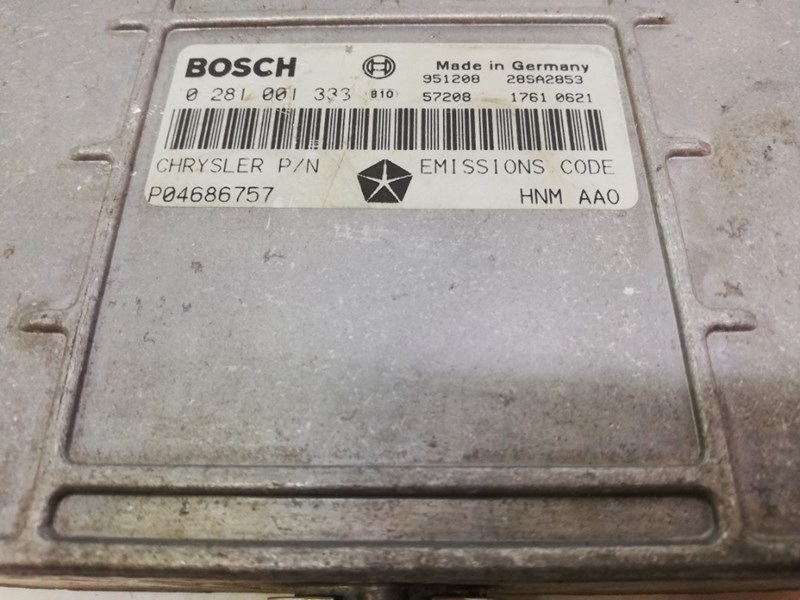 BOSCH Made in Germany
951208 28SA2853
0 281 001 333 810 57208 1761 0621
CHRYSLER P/N EMISSIONS CODE
P04686757 HNM AAO